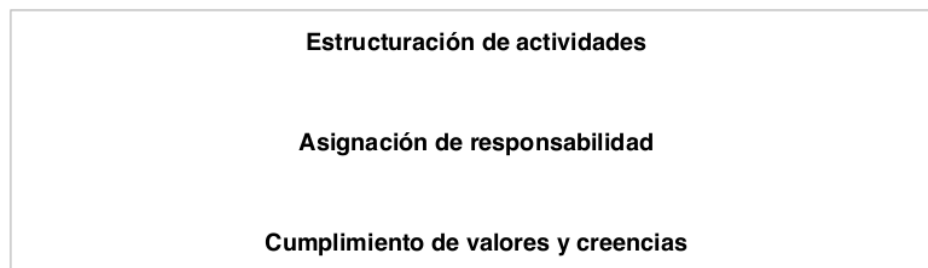 Estructuración de actividades
Asignación de responsabilidad
Cumplimiento de valores y creencias